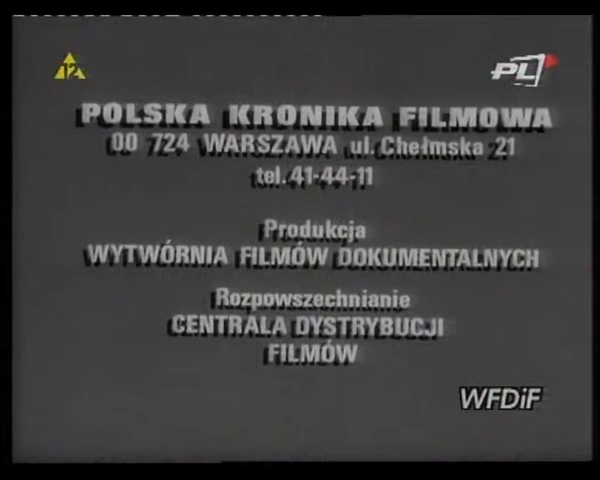 12
PL
POLSKA KRONIKA FILMOWA
00 724 WARSZAWA ul. Chełmska 21
tel. 41-44-11
Produkcja
WYTWÓRNIA FILMÓW DOKUMENTALNYCH
Rozpowszechnianie
CENTRALA DYSTRYBUCJI
FILMÓW
WFDiF